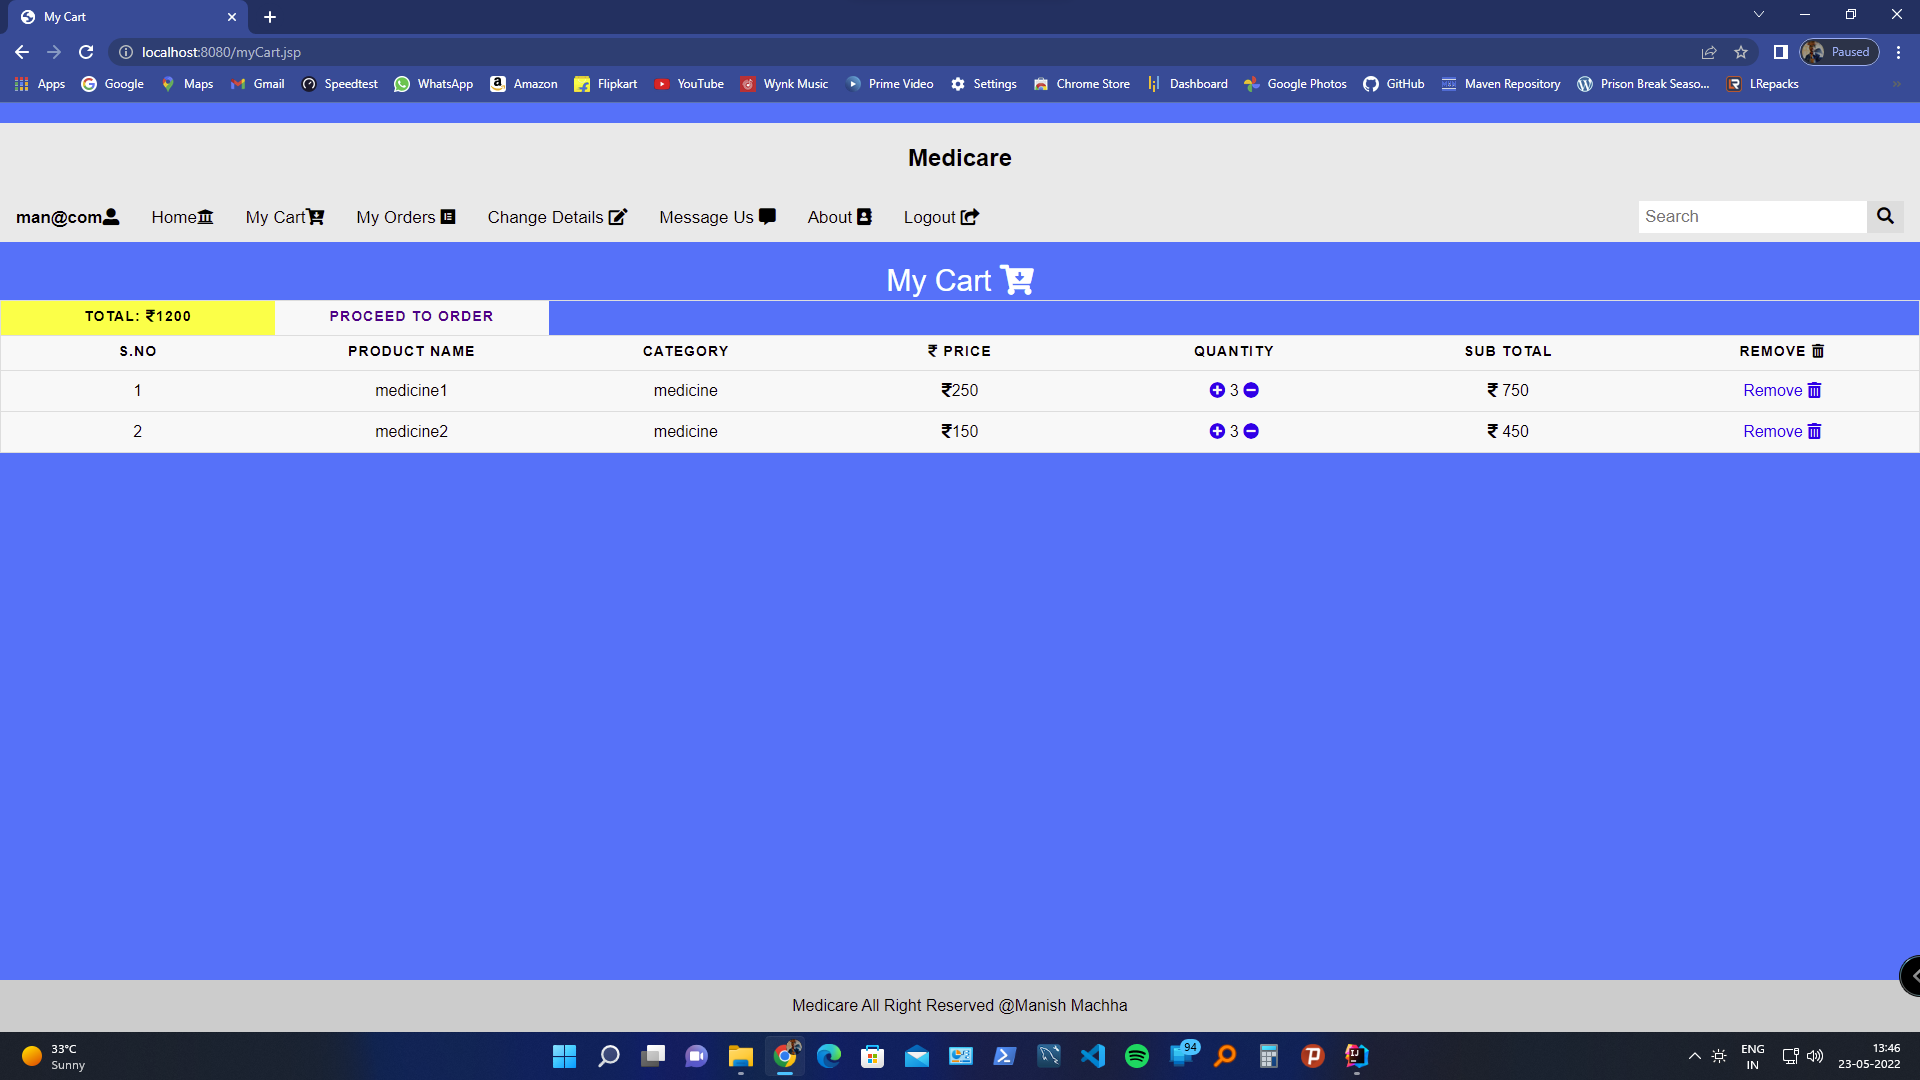 My Cart
localhost:8080/myCart.jsp
Paused
Apps Google Maps Gmail Speedtest WhatsApp Amazon Flipkart YouTube Wynk Music Prime Video Settings Chrome Store Dashboard Google Photos GitHub Maven Repository Prison Break Seaso... LRepacks
Medicare
man@com Home My Cart My Orders Change Details Message Us About Logout Search
My Cart
TOTAL: ₹1200 PROCEED TO ORDER
S.NO PRODUCT NAME CATEGORY ₹ PRICE QUANTITY SUB TOTAL REMOVE
1 medicine1 medicine ₹250 3 ₹ 750 Remove
2 medicine2 medicine ₹150 3 ₹ 450 Remove
Medicare All Right Reserved @Manish Machha
33°C
Sunny
94
ENG
IN
13:46
23-05-2022